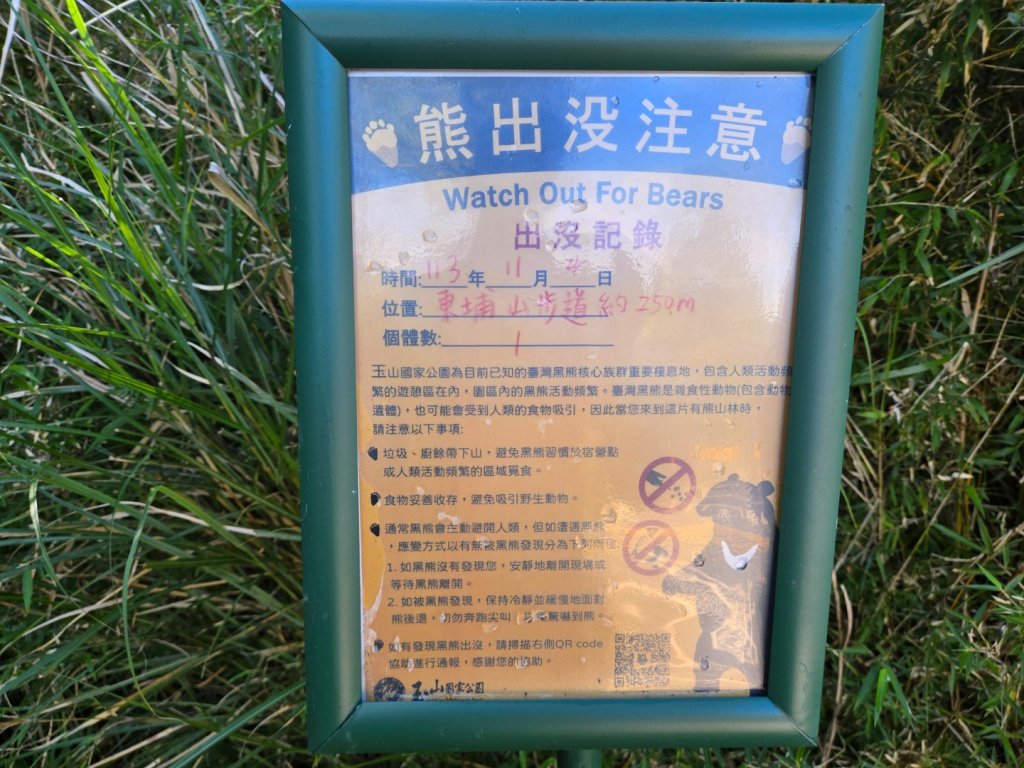 熊出没注意
Watch Out For Bears
出没記錄
時間:113年11月4日
位置:東埔山步道約250m
個體數:1
玉山國家公園為目前已知的臺灣黑熊核心族群重要棲息地，包含人類活動頻
繁的遊憩區在內，園區內的黑熊活動頻繁。臺灣黑熊是雜食性動物(包含動物
遺體)，也可能會受到人類的食物吸引，因此當您來到這片有熊山林時，
請注意以下事項:
垃圾、廚餘帶下山，避免黑熊習慣於宿營點
或人類活動頻繁的區域覓食。
食物妥善收存，避免吸引野生動物。
通常黑熊會主動避開人類，但如遭遇黑熊
，應變方式以有無被黑熊發現分為下列兩種:
1. 如黑熊沒有發現您，安靜地離開現場或
等待黑熊離開。
2. 如被黑熊發現，保持冷靜並緩慢地面對
熊後退，切勿奔跑尖叫，以免驚嚇到熊。
如有發現黑熊出沒，請掃描右側QR code
協助進行通報，感謝您的協助。
玉山國家公園